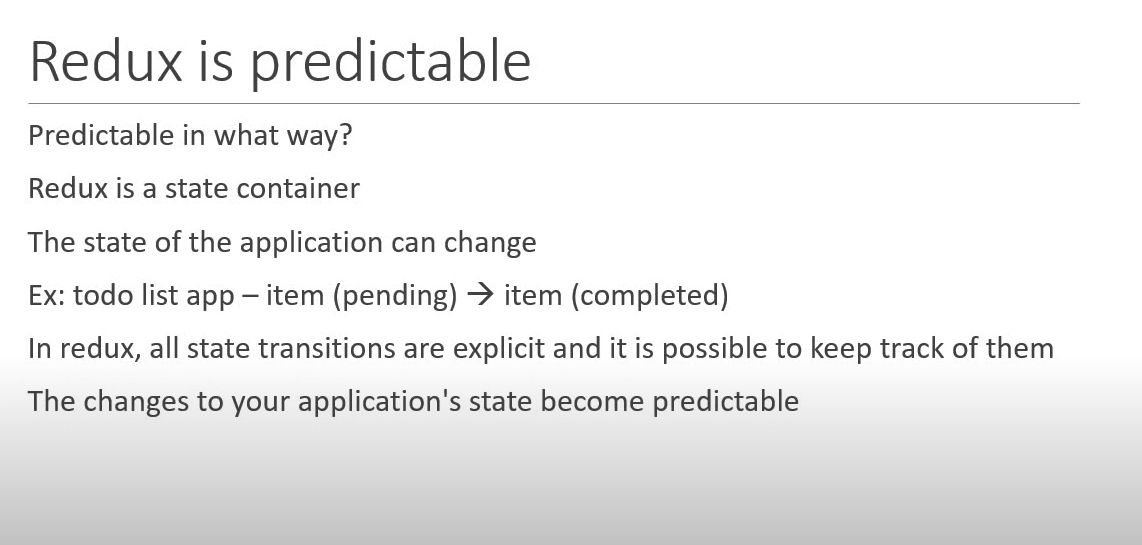 Redux is predictable
Predictable in what way?
Redux is a state container
The state of the application can change
Ex: todo list app – item (pending) → item (completed)
In redux, all state transitions are explicit and it is possible to keep track of them
The changes to your application's state become predictable